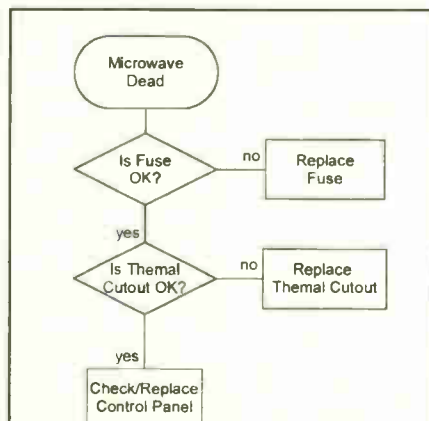 Microwave
Dead
Is Fuse
OK?
no
Replace
Fuse
yes
Is Themal
Cutout OK?
no
Replace
Themal Cutout
yes
Check/Replace
Control Panel